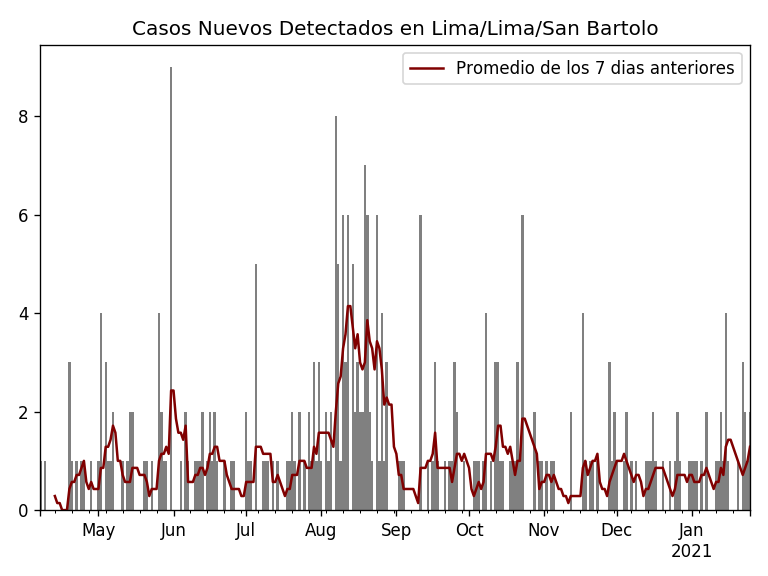 Casos Nuevos Detectados en Lima/Lima/San Bartolo
Promedio de los 7 dias anteriores
8
6
4
2
0
May Jun Jul Aug Sep Oct Nov Dec Jan
2021